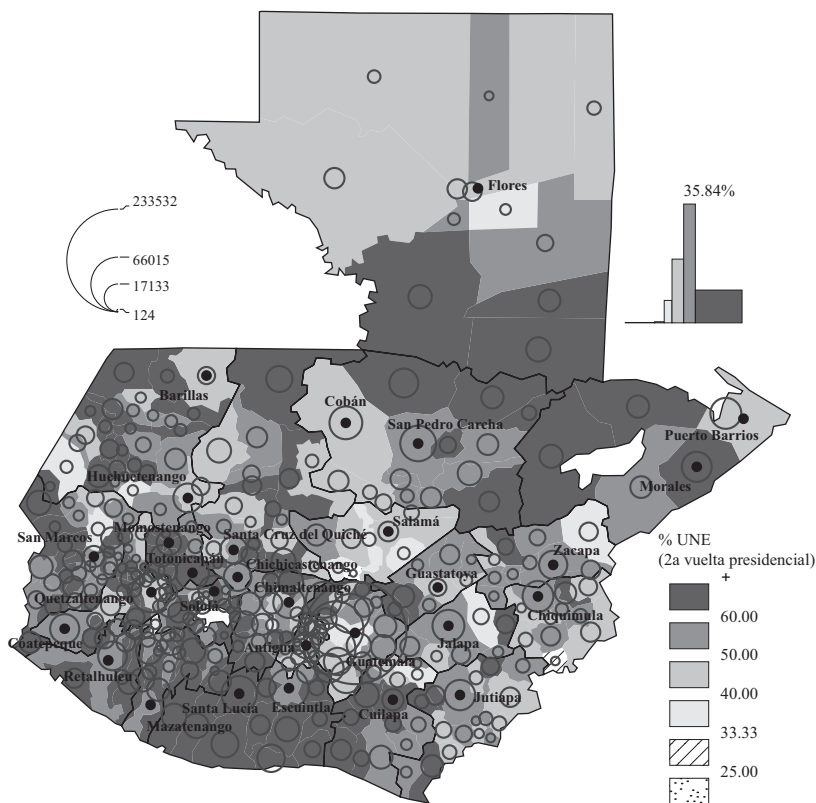 Flores
35.84%
233532
66015
17133
124
Barillas
Cobán
San Pedro Carcha
Puerto Barrios
Huehuetenango
Morales
Salamá
San Marcos
Momostenango
Santa Cruz del Quiché
Zacapa
% UNE
(2a vuelta presidencial)
+
Totonicapán
Chichicastenango
Guastatoya
Quetzaltenango
Chimaltenango
Sololá
Chiquimula
60.00
Coatepeque
Antigua
Guatemala
Jalapa
50.00
Retalhuleu
Santa Lucía
Escuintla
Cuilapa
Jutiapa
40.00
Mazatenango
33.33
25.00